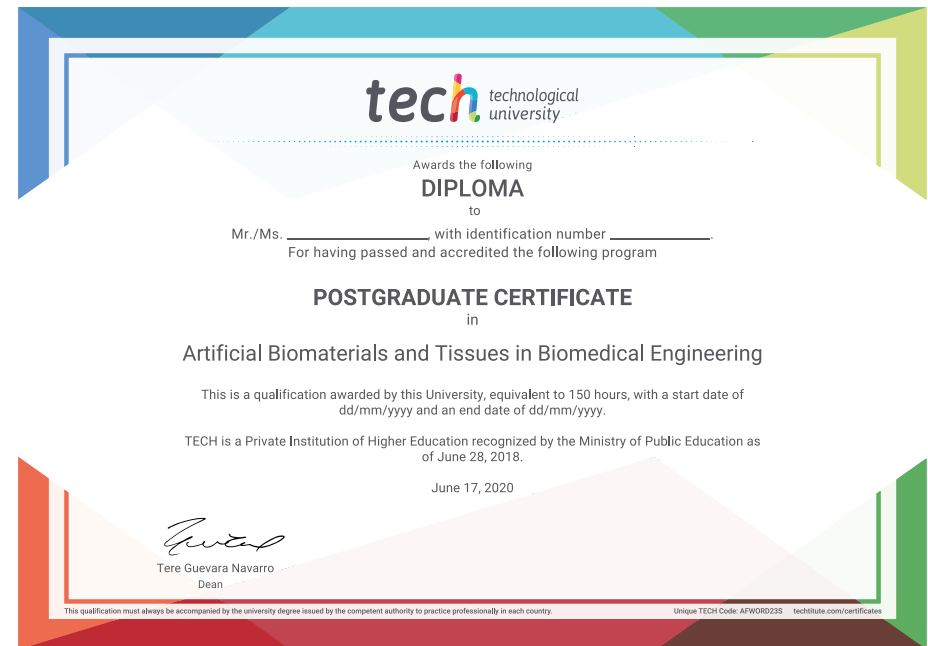 tech technological
university
Awards the following
DIPLOMA
to
Mr./Ms. ____________________, with identification number ______________.
For having passed and accredited the following program
POSTGRADUATE CERTIFICATE
in
Artificial Biomaterials and Tissues in Biomedical Engineering
This is a qualification awarded by this University, equivalent to 150 hours, with a start date of
dd/mm/yyyy and an end date of dd/mm/yyyy.
TECH is a Private Institution of Higher Education recognized by the Ministry of Public Education as
of June 28, 2018.
June 17, 2020
Tere Guevara Navarro
Dean
This qualification must always be accompanied by the university degree issued by the competent authority to practice professionally in each country.
Unique TECH Code: AFWORD23S techtitute.com/certificates